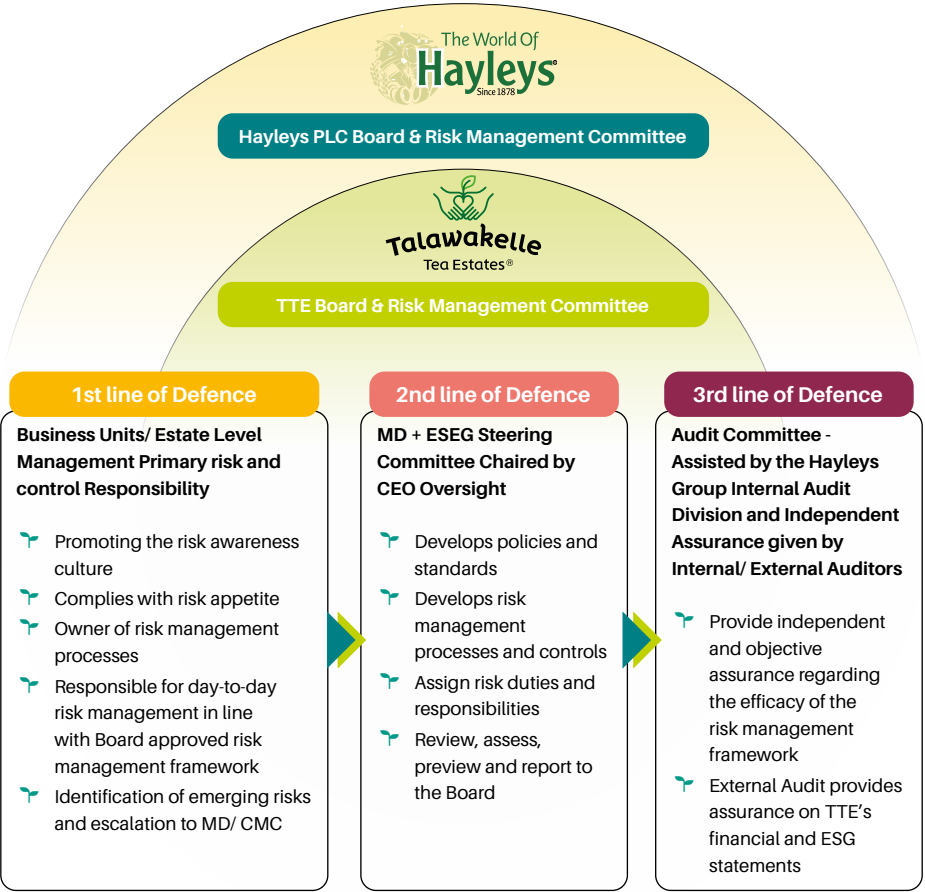 The World Of
Hayleys
Since 1878
Hayleys PLC Board & Risk Management Committee
Talawakelle
Tea Estates®
TTE Board & Risk Management Committee
1st line of Defence
Business Units/ Estate Level
Management Primary risk and
control Responsibility
Promoting the risk awareness
culture
Complies with risk appetite
Owner of risk management
processes
Responsible for day-to-day
risk management in line
with Board approved risk
management framework
Identification of emerging risks
and escalation to MD/ CMC
2nd line of Defence
MD + ESEG Steering
Committee Chaired by
CEO Oversight
Develops policies and
standards
Develops risk
management
processes and controls
Assign risk duties and
responsibilities
Review, assess,
preview and report to
the Board
3rd line of Defence
Audit Committee -
Assisted by the Hayleys
Group Internal Audit
Division and Independent
Assurance given by
Internal/ External Auditors
Provide independent
and objective
assurance regarding
the efficacy of the
risk management
framework
External Audit provides
assurance on TTE's
financial and ESG
statements